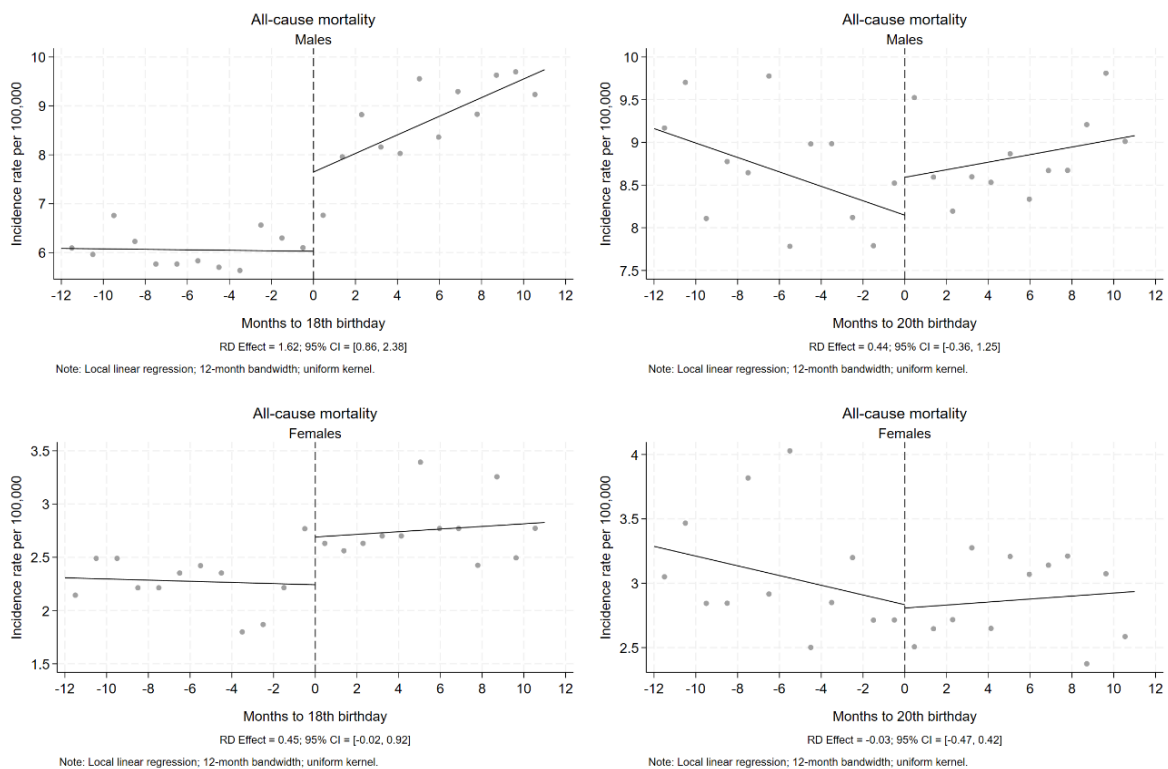 All-cause mortality
Males
Incidence rate per 100,000
10
9
8
7
6
-12 -10 -8 -6 -4 -2 0 2 4 6 8 10 12
Months to 18th birthday
RD Effect = 1.62; 95% CI = [0.86, 2.38]
Note: Local linear regression; 12-month bandwidth; uniform kernel.
All-cause mortality
Males
Incidence rate per 100,000
10
9.5
9
8.5
8
7.5
-12 -10 -8 -6 -4 -2 0 2 4 6 8 10 12
Months to 20th birthday
RD Effect = 0.44; 95% CI = [-0.36, 1.25]
Note: Local linear regression; 12-month bandwidth; uniform kernel.
All-cause mortality
Females
Incidence rate per 100,000
3.5
3
2.5
2
1.5
-12 -10 -8 -6 -4 -2 0 2 4 6 8 10 12
Months to 18th birthday
RD Effect = 0.45; 95% CI = [-0.02, 0.92]
Note: Local linear regression; 12-month bandwidth; uniform kernel.
All-cause mortality
Females
Incidence rate per 100,000
4
3.5
3
2.5
-12 -10 -8 -6 -4 -2 0 2 4 6 8 10 12
Months to 20th birthday
RD Effect = -0.03; 95% CI = [-0.47, 0.42]
Note: Local linear regression; 12-month bandwidth; uniform kernel.